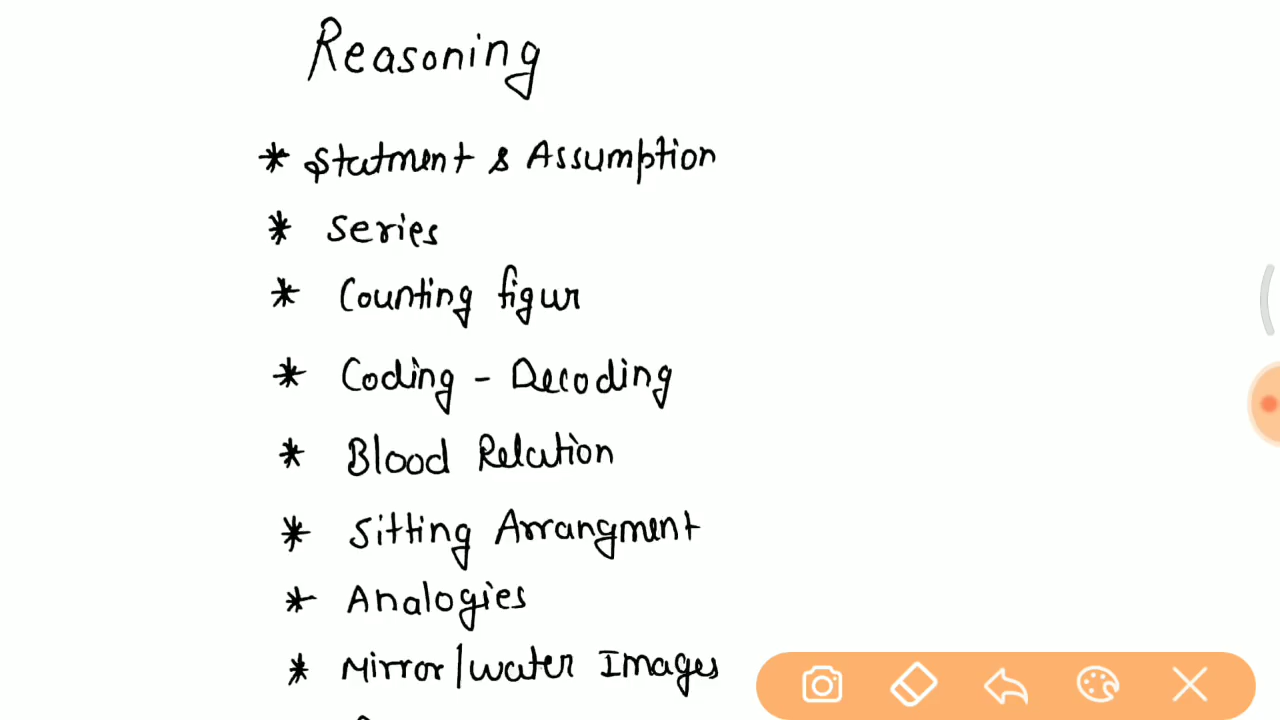 Reasoning
* Statment & Assumption
* Series
* Counting figur
* Coding - Decoding
* Blood Relation
* Sitting Arrangment
* Analogies
* Mirror/water Images